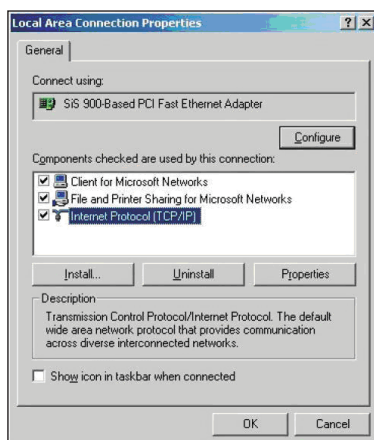 Local Area Connection Properties
General
Connect using:
SiS 900-Based PCI Fast Ethernet Adapter
Configure
Components checked are used by this connection:
Client for Microsoft Networks
File and Printer Sharing for Microsoft Networks
Internet Protocol (TCP/IP)
Install...
Uninstall
Properties
Description
Transmission Control Protocol/Internet Protocol. The default
wide area network protocol that provides communication
across diverse interconnected networks.
Show icon in taskbar when connected
OK
Cancel